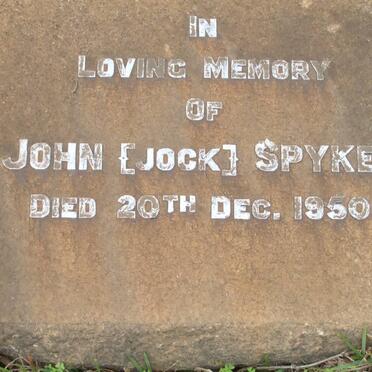 IN
LOVING MEMORY
OF
JOHN [JOCK] SPYKE
DIED 20TH DEC. 1950